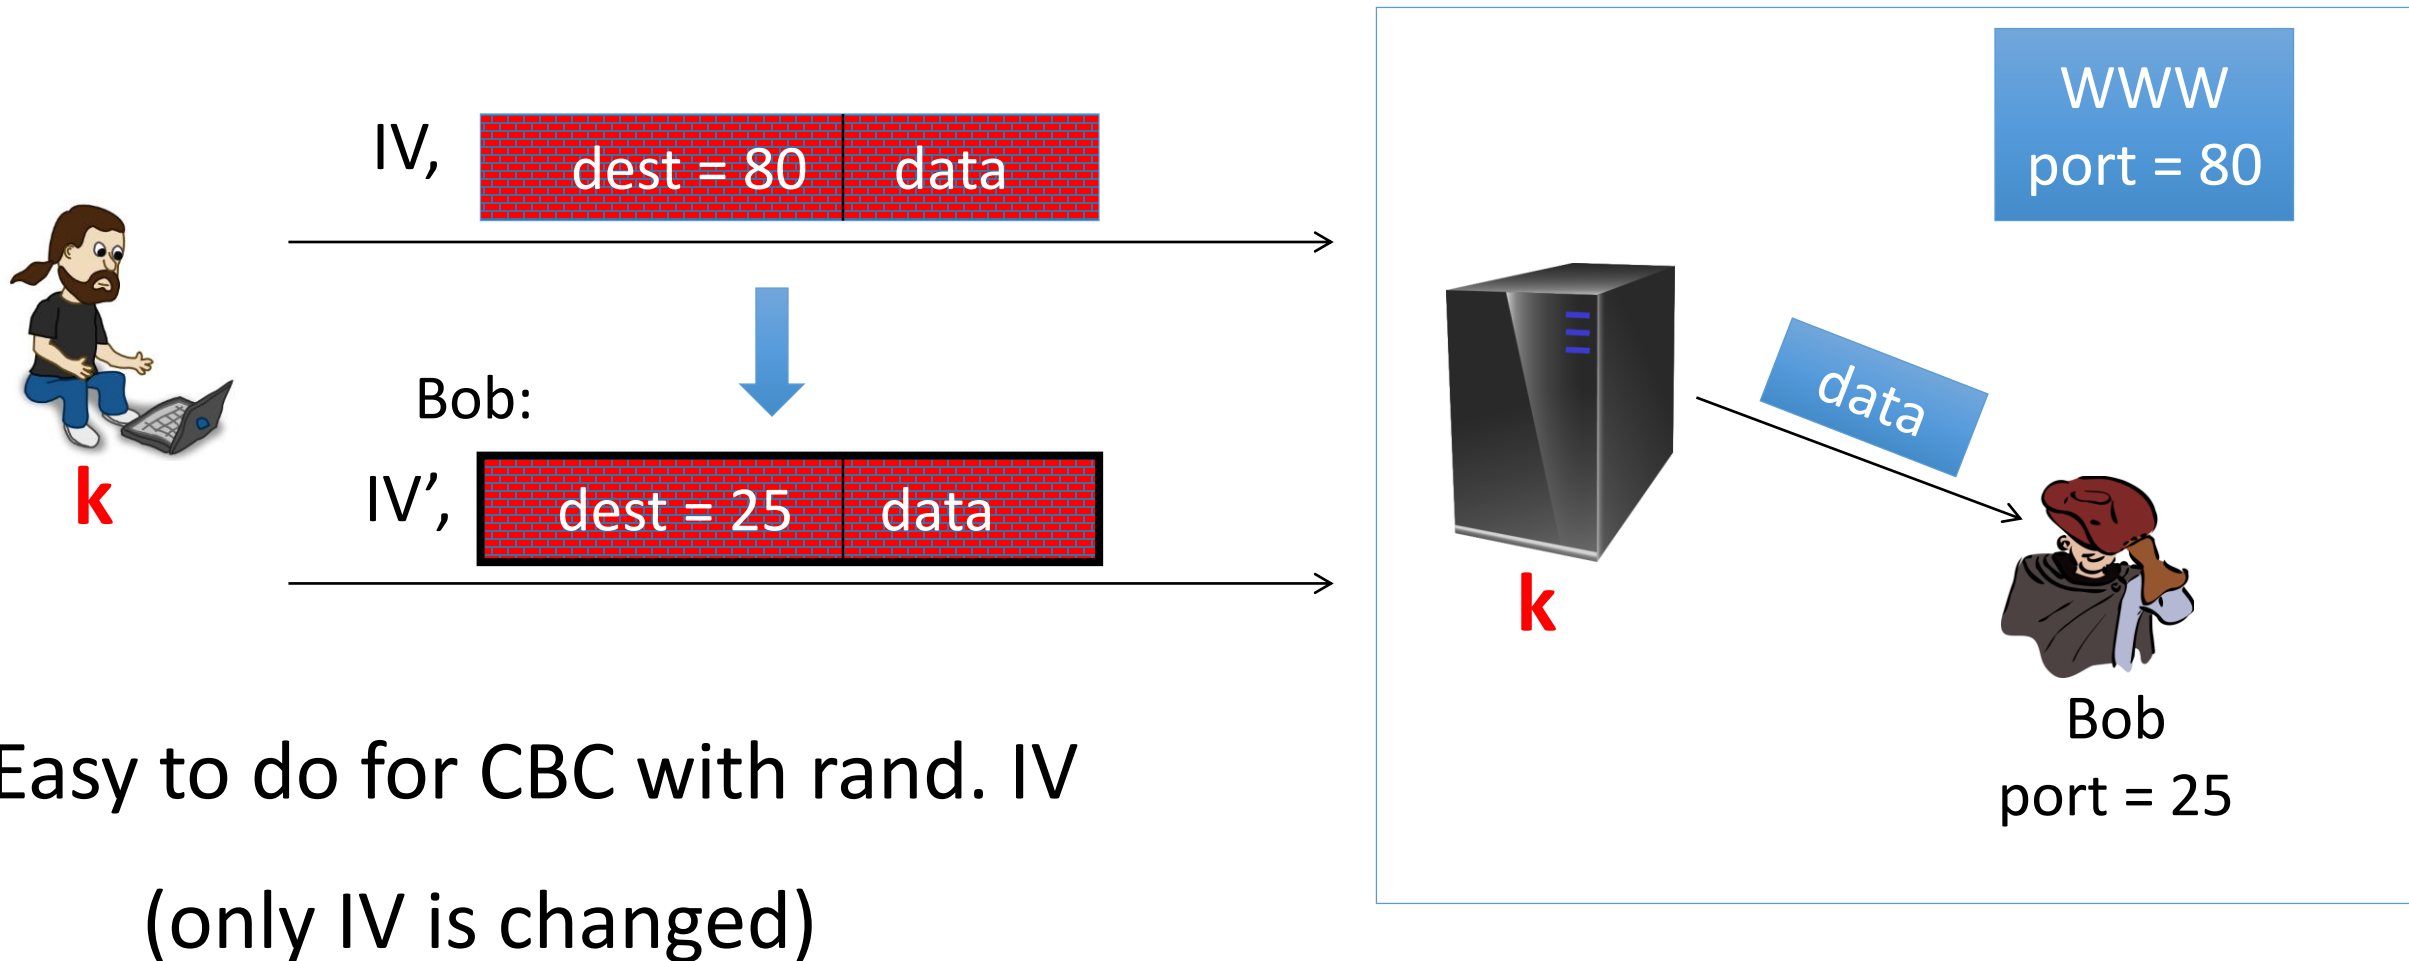 IV,
dest = 80
data
WWW
port = 80
data
Bob:
k
IV’,
dest = 25
data
k
Bob
port = 25
Easy to do for CBC with rand. IV
(only IV is changed)